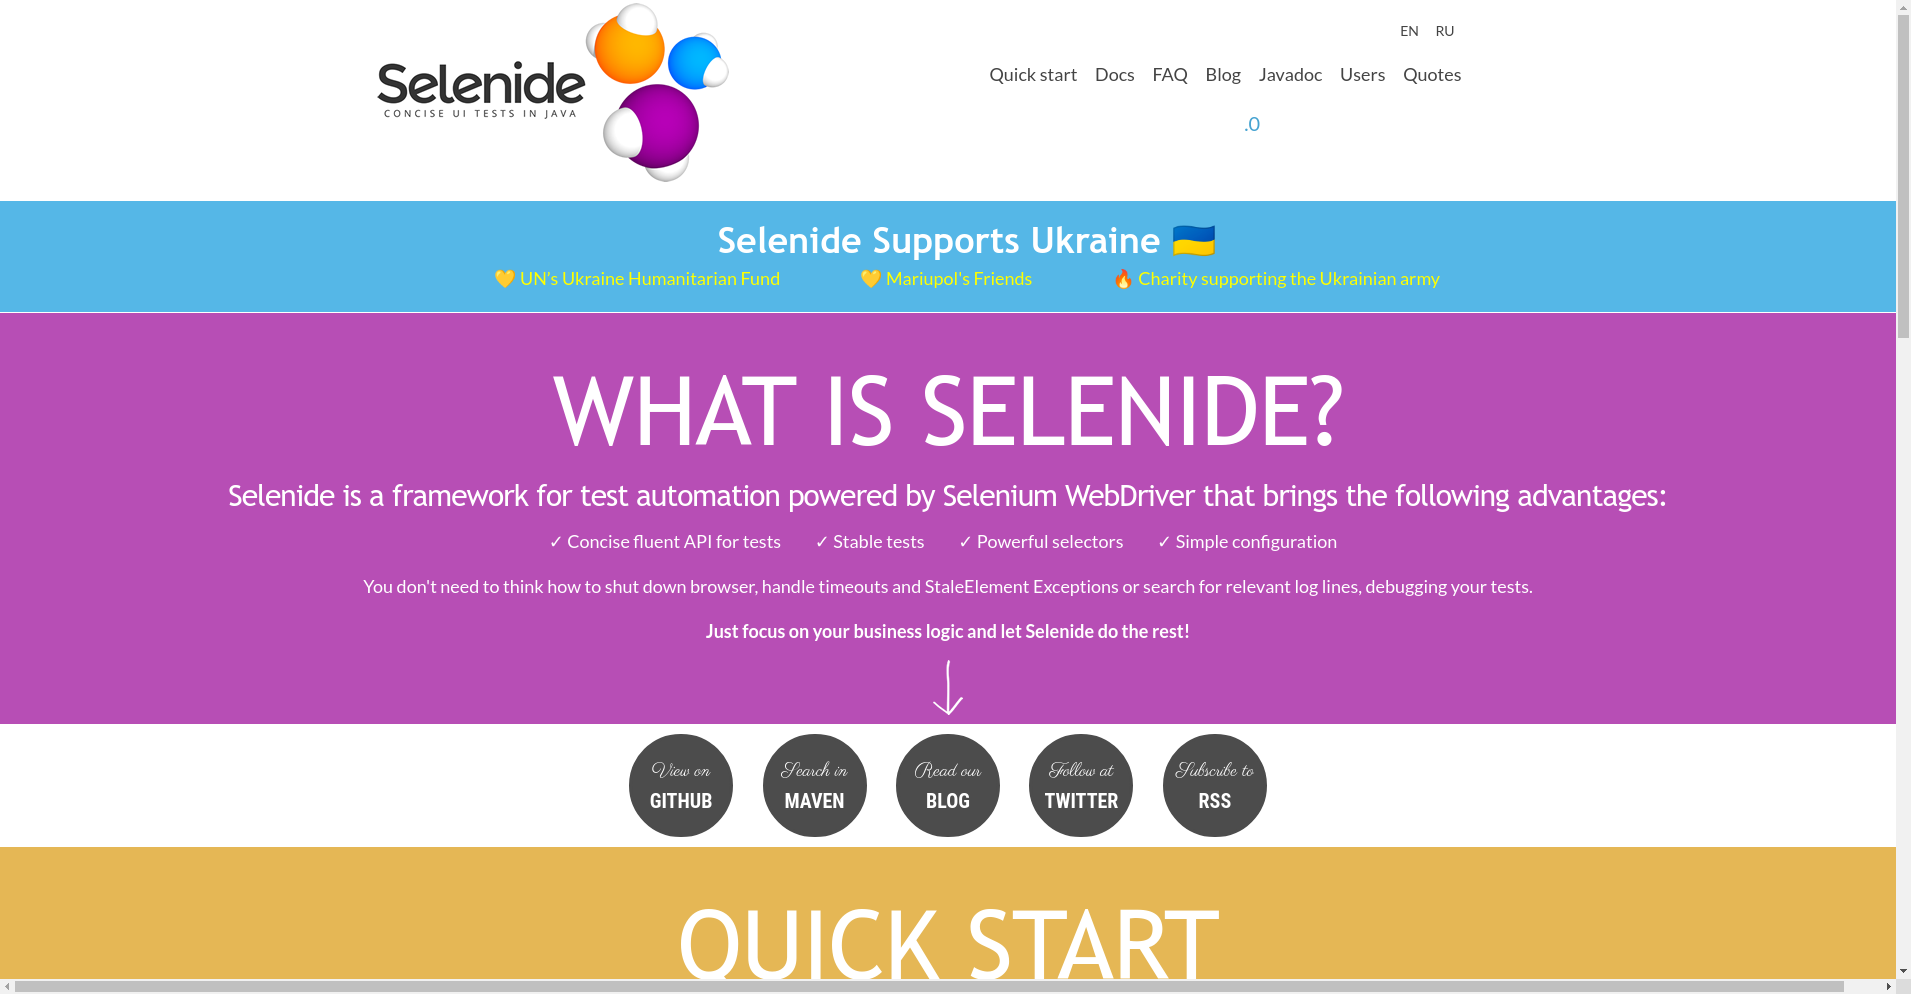 Selenide
CONCISE UI TESTS IN JAVA
EN RU
Quick start Docs FAQ Blog Javadoc Users Quotes
.0
Selenide Supports Ukraine 🇺🇦
💛 UN's Ukraine Humanitarian Fund 💛 Mariupol's Friends 🔥 Charity supporting the Ukrainian army
WHAT IS SELENIDE?
Selenide is a framework for test automation powered by Selenium WebDriver that brings the following advantages:
✓ Concise fluent API for tests ✓ Stable tests ✓ Powerful selectors ✓ Simple configuration
You don't need to think how to shut down browser, handle timeouts and StaleElement Exceptions or search for relevant log lines, debugging your tests.
Just focus on your business logic and let Selenide do the rest!
View on
GITHUB
Search in
MAVEN
Read our
BLOG
Follow at
TWITTER
Subscribe to
RSS
QUICK START